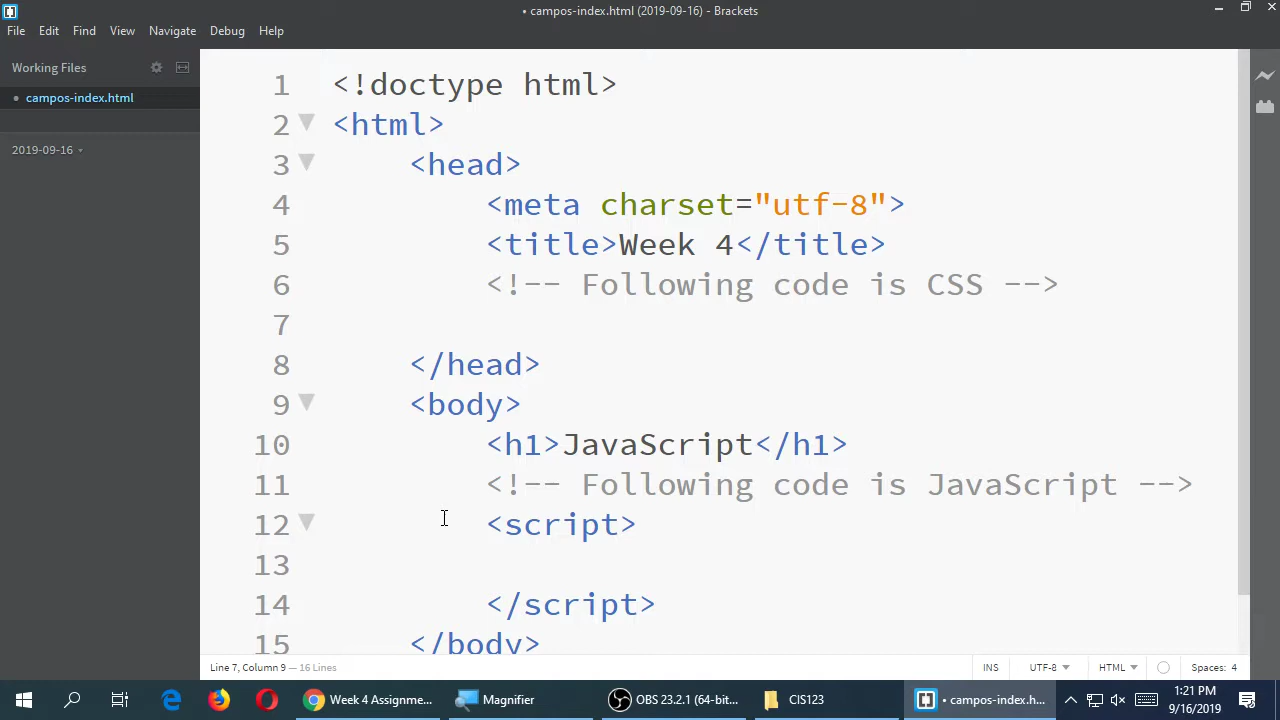 • campos-index.html (2019-09-16) - Brackets
File Edit Find View Navigate Debug Help
Working Files
• campos-index.html
2019-09-16
1 <!doctype html>
2 <html>
3 <head>
4 <meta charset="utf-8">
5 <title>Week 4</title>
6 <!-- Following code is CSS -->
7
8 </head>
9 <body>
10 <h1>JavaScript</h1>
11 <!-- Following code is JavaScript -->
12 <script>
13
14 </script>
15 </body>
Line 7, Column 9 — 16 Lines
INS UTF-8 HTML Spaces: 4
Week 4 Assignme... Magnifier OBS 23.2.1 (64-bit... CIS123 • campos-index.h...
1:21 PM
9/16/2019